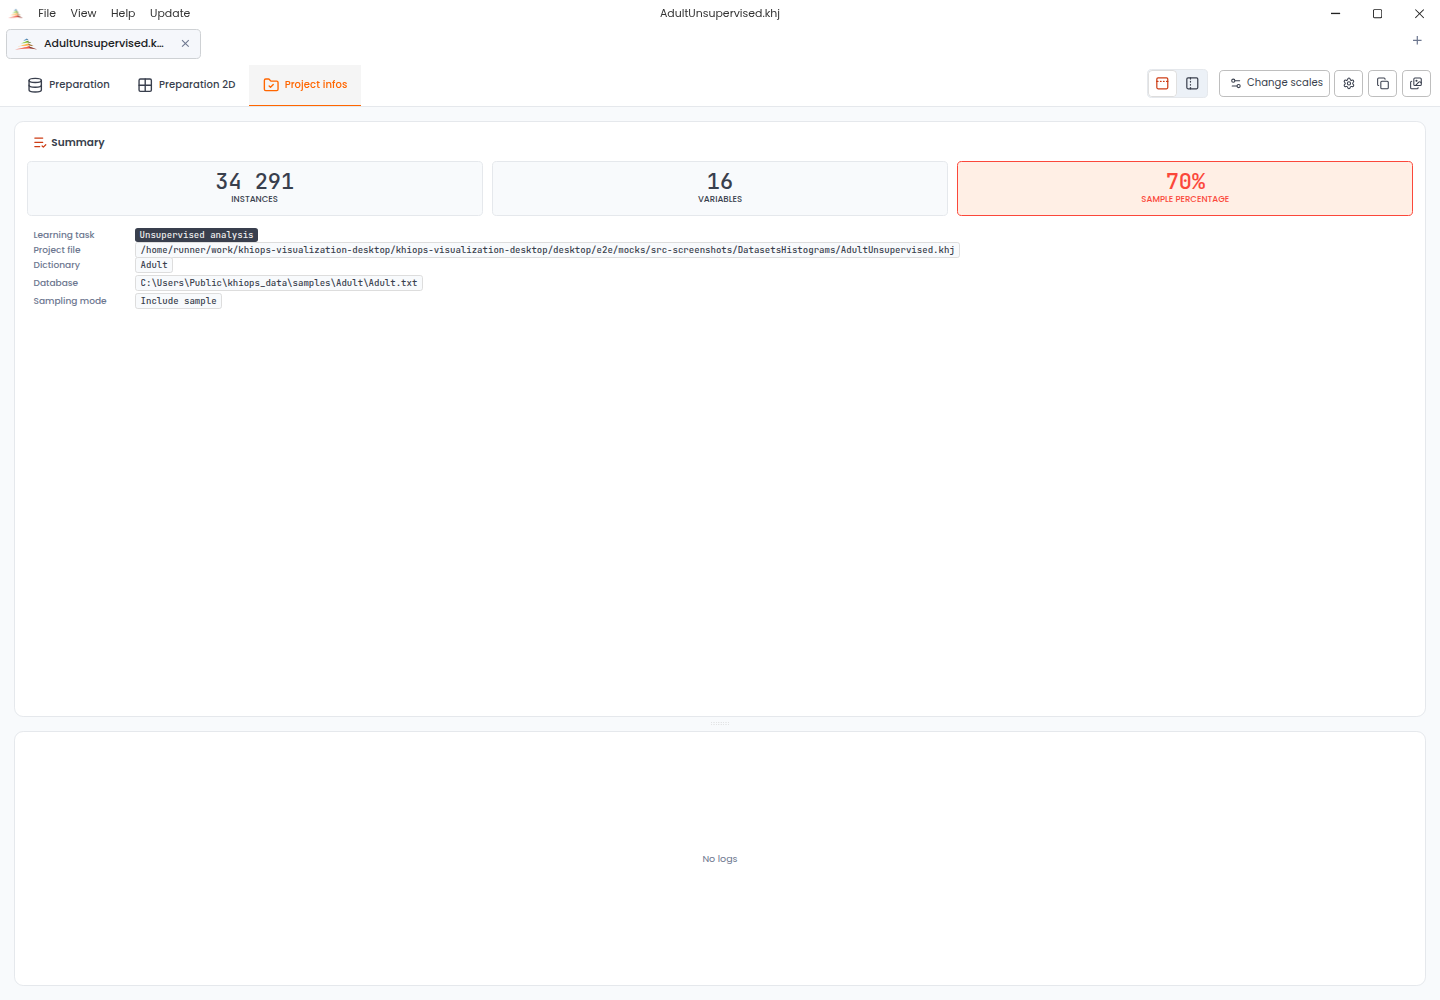 File View Help Update
AdultUnsupervised.khj
AdultUnsupervised.k...
Preparation
Preparation 2D
Project infos
Change scales
Summary
34 291
INSTANCES
16
VARIABLES
70%
SAMPLE PERCENTAGE
Learning task Unsupervised analysis
Project file /home/runner/work/khiops-visualization-desktop/khiops-visualization-desktop/desktop/e2e/mocks/src-screenshots/DatasetsHistograms/AdultUnsupervised.khj
Dictionary Adult
Database C:\Users\Public\khiops_data\samples\Adult\Adult.txt
Sampling mode Include sample
No logs